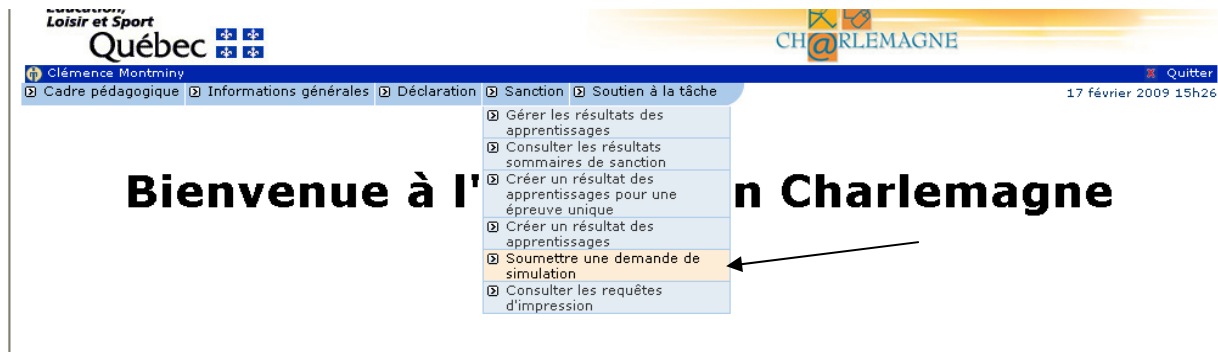 Éducation,
Loisir et Sport
Québec
CH@RLEMAGNE
Clémence Montminy
Quitter
Cadre pédagogique Informations générales Déclaration Sanction Soutien à la tâche
17 février 2009 15h26
Gérer les résultats des
apprentissages
Consulter les résultats
sommaires de sanction
Créer un résultat des
apprentissages pour une
épreuve unique
Créer un résultat des
apprentissages
Soumettre une demande de
simulation
Consulter les requêtes
d'impression
Bienvenue à l' n Charlemagne